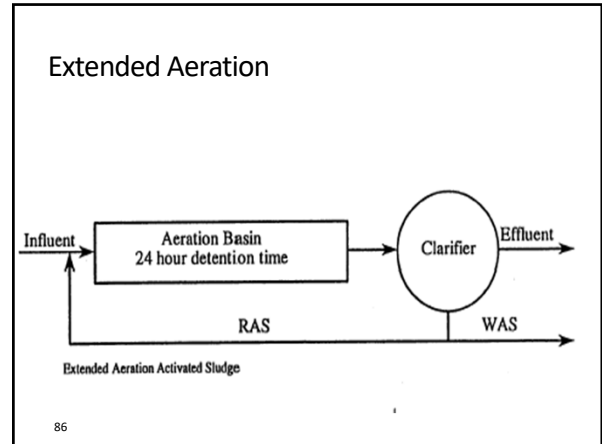 Extended Aeration
Influent
Aeration Basin
24 hour detention time
Clarifier
Effluent
RAS
WAS
Extended Aeration Activated Sludge
86